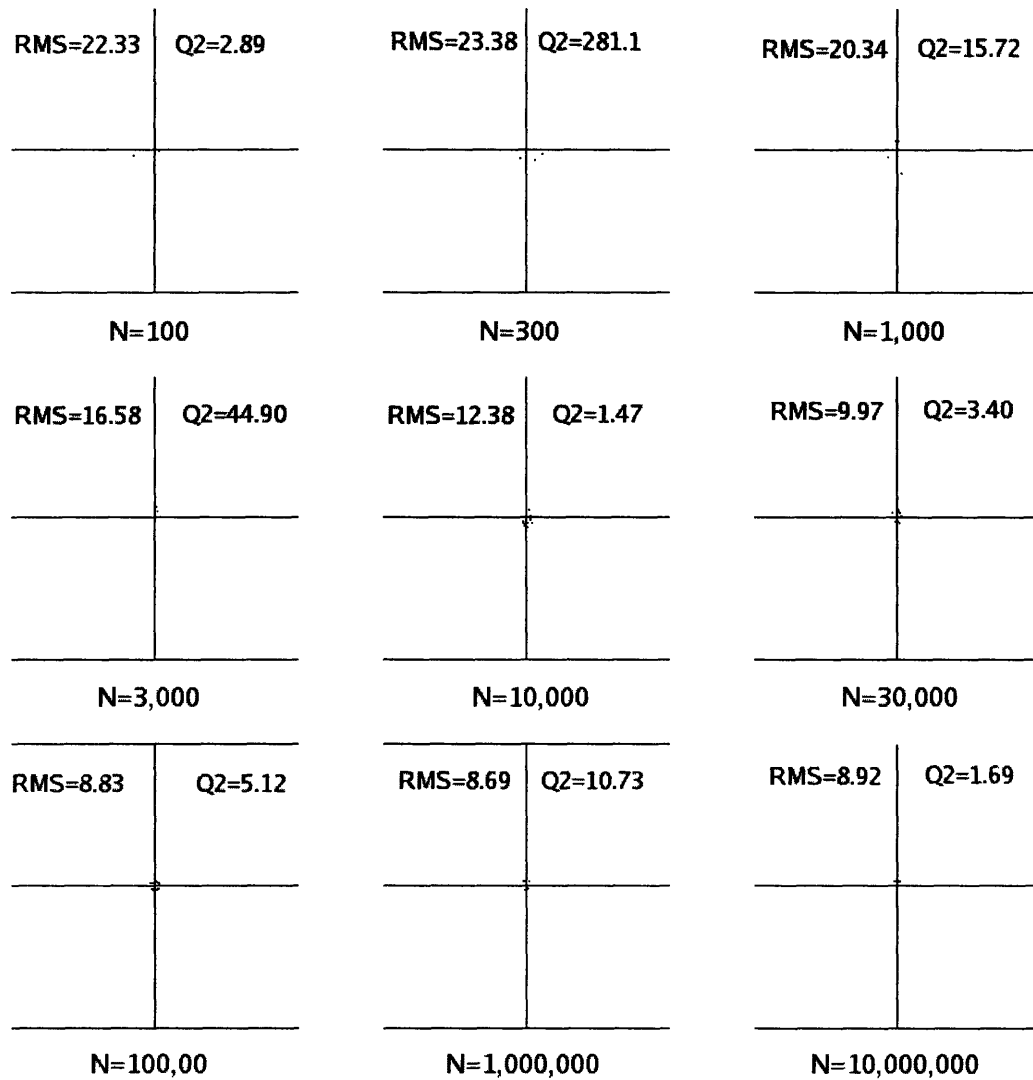 RMS=22.33 Q2=2.89
RMS=23.38 Q2=281.1
RMS=20.34 Q2=15.72
N=100
N=300
N=1,000
RMS=16.58 Q2=44.90
RMS=12.38 Q2=1.47
RMS=9.97 Q2=3.40
N=3,000
N=10,000
N=30,000
RMS=8.83 Q2=5.12
RMS=8.69 Q2=10.73
RMS=8.92 Q2=1.69
N=100,00
N=1,000,000
N=10,000,000